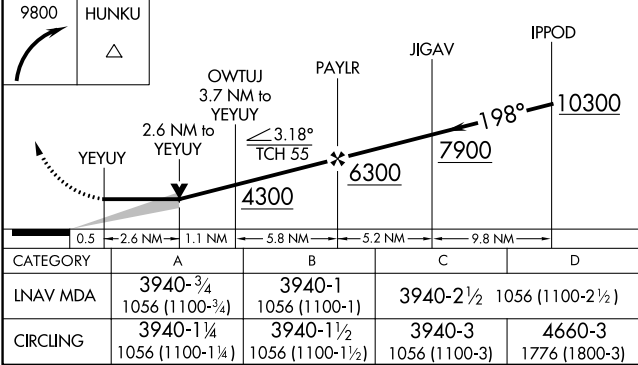 9800
HUNKU
IPPOD
JIGAV
PAYLR
OWTUJ
3.7 NM to
YEYUY
2.6 NM to
YEYUY
YEYUY
3.18°
TCH 55
198°
10300
7900
6300
4300
0.5 2.6 NM 1.1 NM 5.8 NM 5.2 NM 9.8 NM
CATEGORY A B C D
LNAV MDA 3940-¾ 3940-1 3940-2½ 1056 (1100-2½)
1056 (1100-¾) 1056 (1100-1)
CIRCLING 3940-1¼ 3940-1½ 3940-3 4660-3
1056 (1100-1¼) 1056 (1100-1½) 1056 (1100-3) 1776 (1800-3)